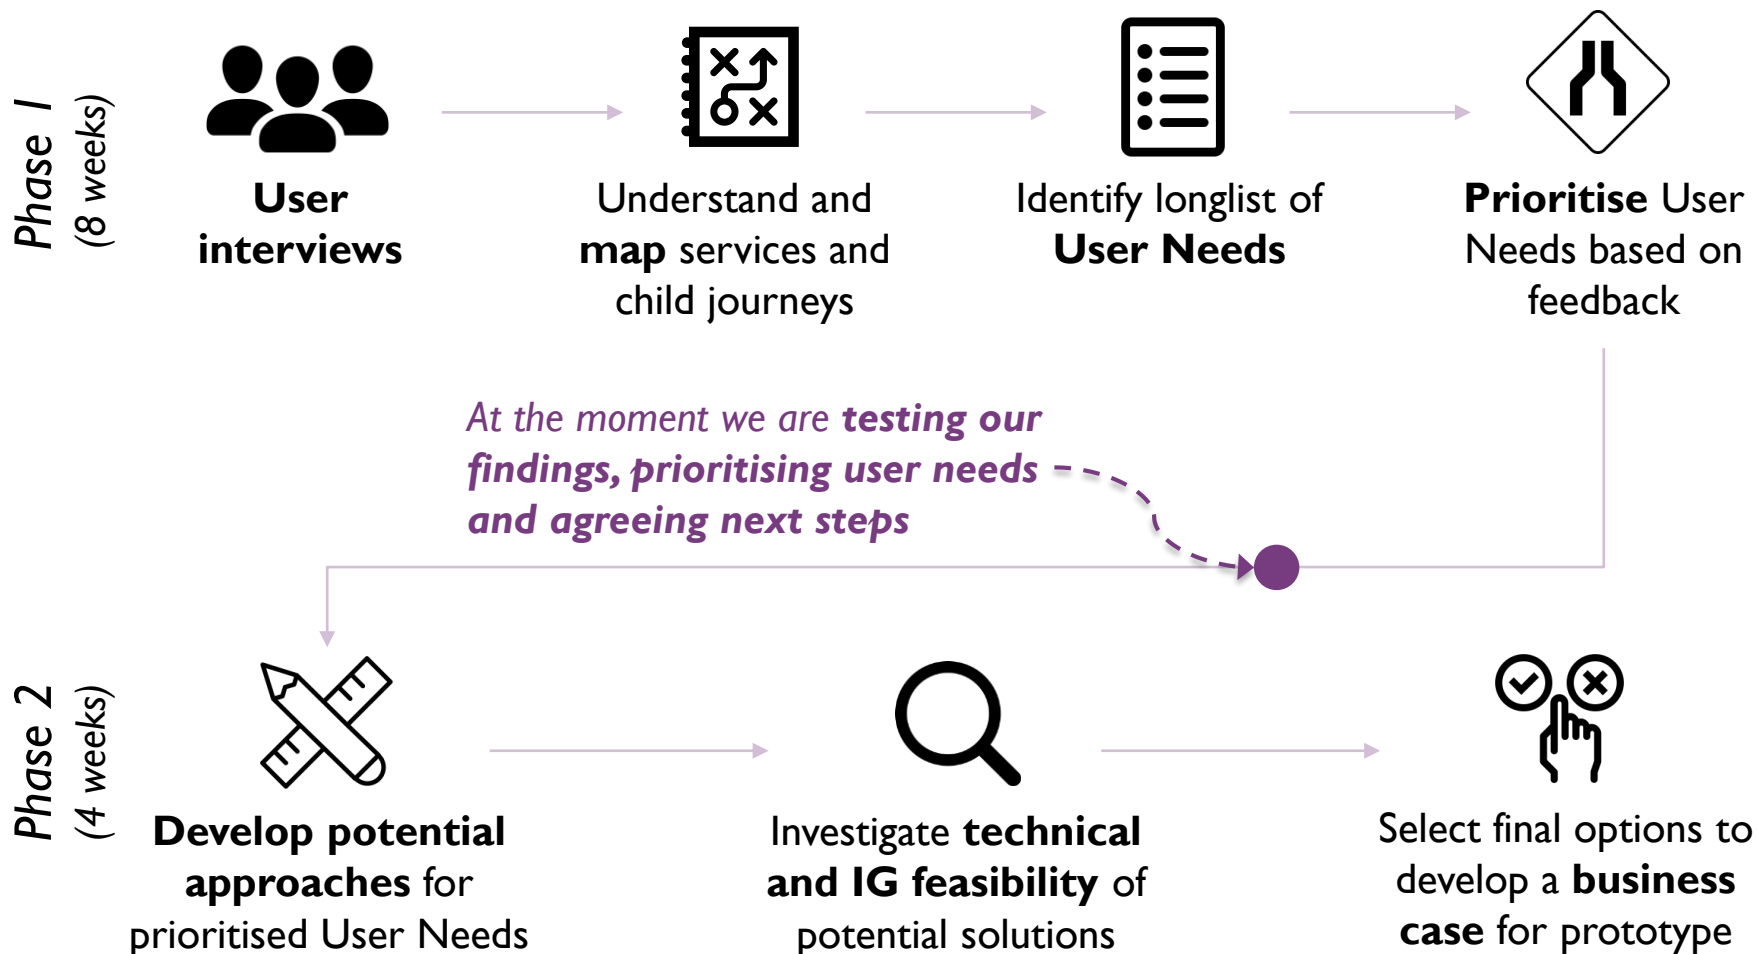 Phase 1
(8 weeks)
User
interviews
Understand and
map services and
child journeys
Identify longlist of
User Needs
Prioritise User
Needs based on
feedback
At the moment we are testing our
findings, prioritising user needs
and agreeing next steps
Phase 2
(4 weeks)
Develop potential
approaches for
prioritised User Needs
Investigate technical
and IG feasibility of
potential solutions
Select final options to
develop a business
case for prototype